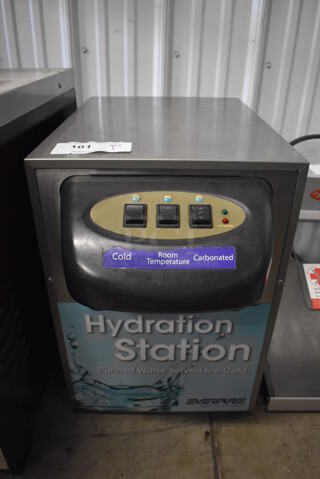 101
Cold Room Temperature Carbonated
Hydration
Station
Purified Water Served Ice Cold
EVERPURE